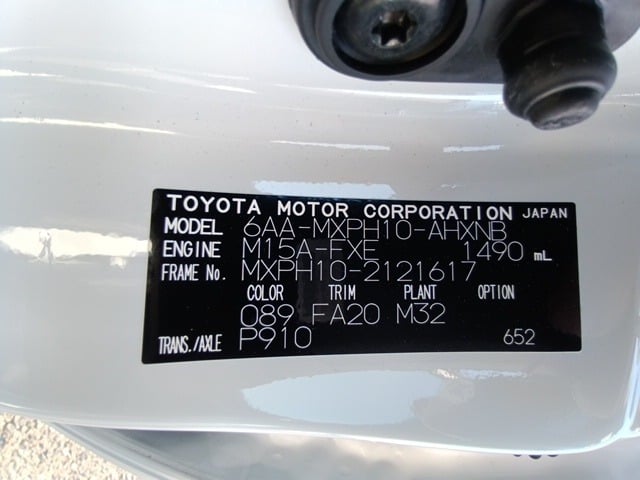 TOYOTA MOTOR CORPORATION JAPAN
MODEL 6AA-MXPH10-AHXNB
ENGINE M15A-FXE 1490 mL
FRAME No. MXPH10-2121617
COLOR TRIM PLANT OPTION
089 FA20 M32
TRANS./AXLE P910 652